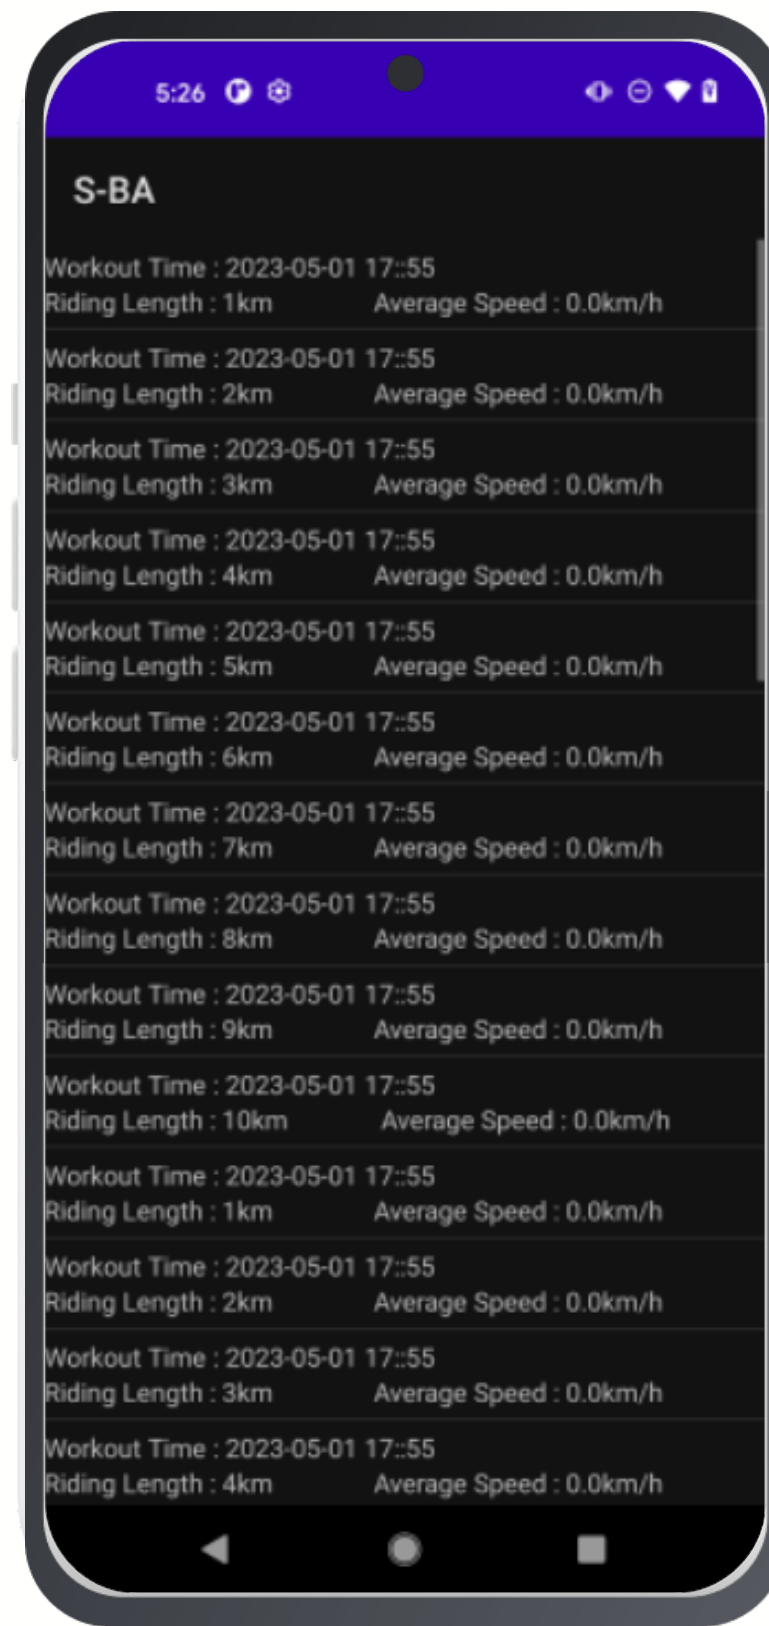 5:26
S-BA
Workout Time : 2023-05-01 17::55
Riding Length : 1km Average Speed : 0.0km/h
Workout Time : 2023-05-01 17::55
Riding Length : 2km Average Speed : 0.0km/h
Workout Time : 2023-05-01 17::55
Riding Length : 3km Average Speed : 0.0km/h
Workout Time : 2023-05-01 17::55
Riding Length : 4km Average Speed : 0.0km/h
Workout Time : 2023-05-01 17::55
Riding Length : 5km Average Speed : 0.0km/h
Workout Time : 2023-05-01 17::55
Riding Length : 6km Average Speed : 0.0km/h
Workout Time : 2023-05-01 17::55
Riding Length : 7km Average Speed : 0.0km/h
Workout Time : 2023-05-01 17::55
Riding Length : 8km Average Speed : 0.0km/h
Workout Time : 2023-05-01 17::55
Riding Length : 9km Average Speed : 0.0km/h
Workout Time : 2023-05-01 17::55
Riding Length : 10km Average Speed : 0.0km/h
Workout Time : 2023-05-01 17::55
Riding Length : 1km Average Speed : 0.0km/h
Workout Time : 2023-05-01 17::55
Riding Length : 2km Average Speed : 0.0km/h
Workout Time : 2023-05-01 17::55
Riding Length : 3km Average Speed : 0.0km/h
Workout Time : 2023-05-01 17::55
Riding Length : 4km Average Speed : 0.0km/h